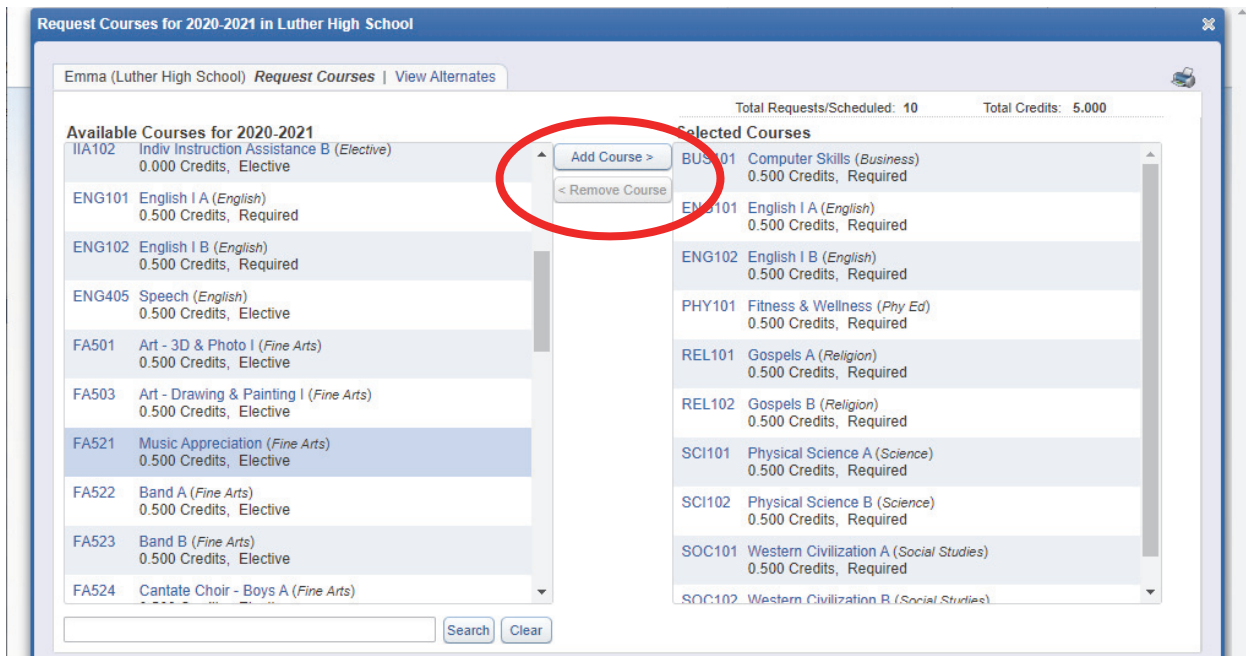 Request Courses for 2020-2021 in Luther High School
Emma (Luther High School) Request Courses | View Alternates
Total Requests/Scheduled: 10 Total Credits: 5.000
Available Courses for 2020-2021
IIA102 Indiv Instruction Assistance B (Elective)
0.000 Credits, Elective
ENG101 English I A (English)
0.500 Credits, Required
ENG102 English I B (English)
0.500 Credits, Required
ENG405 Speech (English)
0.500 Credits, Elective
FA501 Art - 3D & Photo I (Fine Arts)
0.500 Credits, Elective
FA503 Art - Drawing & Painting I (Fine Arts)
0.500 Credits, Elective
FA521 Music Appreciation (Fine Arts)
0.500 Credits, Elective
FA522 Band A (Fine Arts)
0.500 Credits, Elective
FA523 Band B (Fine Arts)
0.500 Credits, Elective
FA524 Cantate Choir - Boys A (Fine Arts)
Search Clear
Add Course >
< Remove Course
Selected Courses
BUS101 Computer Skills (Business)
0.500 Credits, Required
ENG101 English I A (English)
0.500 Credits, Required
ENG102 English I B (English)
0.500 Credits, Required
PHY101 Fitness & Wellness (Phy Ed)
0.500 Credits, Required
REL101 Gospels A (Religion)
0.500 Credits, Required
REL102 Gospels B (Religion)
0.500 Credits, Required
SCI101 Physical Science A (Science)
0.500 Credits, Required
SCI102 Physical Science B (Science)
0.500 Credits, Required
SOC101 Western Civilization A (Social Studies)
0.500 Credits, Required
SOC102 Western Civilization B (Social Studies)